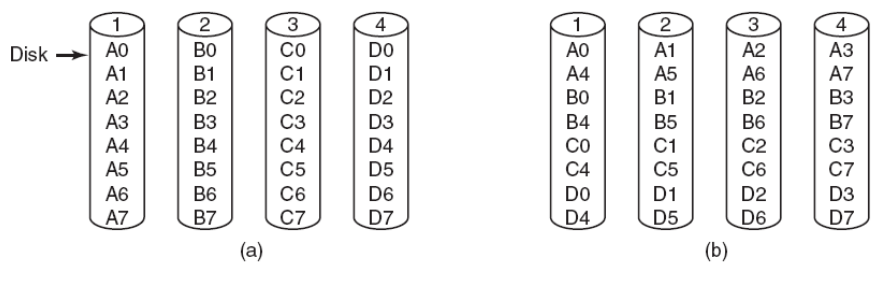 1 2 3 4 1 2 3 4
Disk A0 B0 C0 D0 A0 A1 A2 A3
A1 B1 C1 D1 A4 A5 A6 A7
A2 B2 C2 D2 B0 B1 B2 B3
A3 B3 C3 D3 B4 B5 B6 B7
A4 B4 C4 D4 C0 C1 C2 C3
A5 B5 C5 D5 C4 C5 C6 C7
A6 B6 C6 D6 D0 D1 D2 D3
A7 B7 C7 D7 D4 D5 D6 D7
(a) (b)